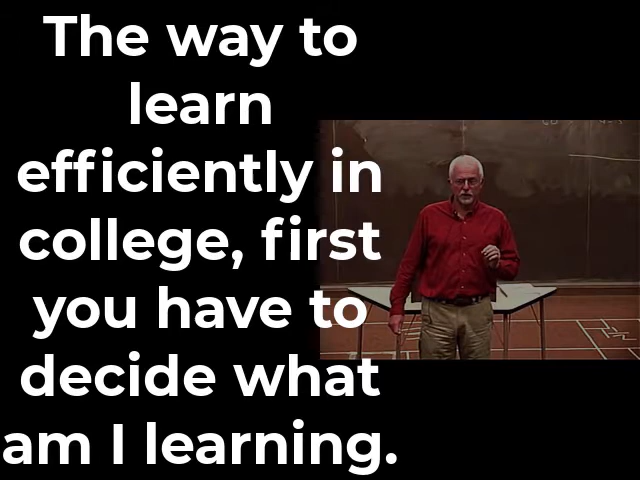 The way to
learn
efficiently in
college, first
you have to
decide what
am I learning.